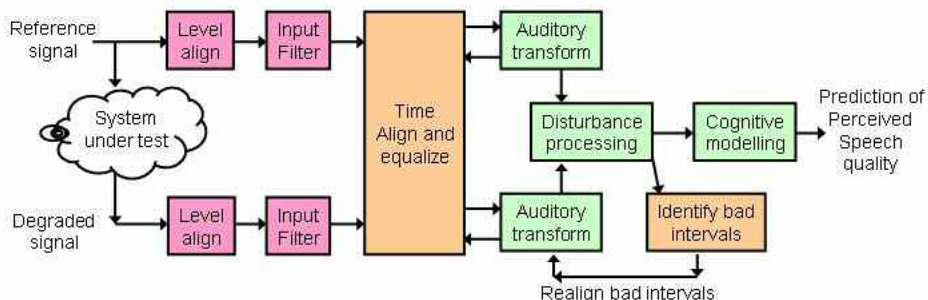 Reference
signal
Level
align
Input
Filter
Auditory
transform
System
under test
Time
Align and
equalize
Disturbance
processing
Cognitive
modelling
Prediction of
Perceived
Speech
quality
Degraded
signal
Level
align
Input
Filter
Auditory
transform
Identify bad
intervals
Realign bad intervals